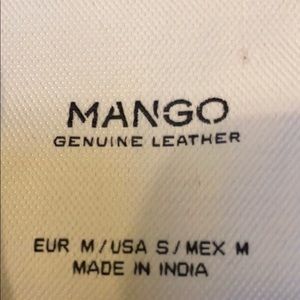 MANGO
GENUINE LEATHER
EUR M / USA S / MEX M
MADE IN INDIA